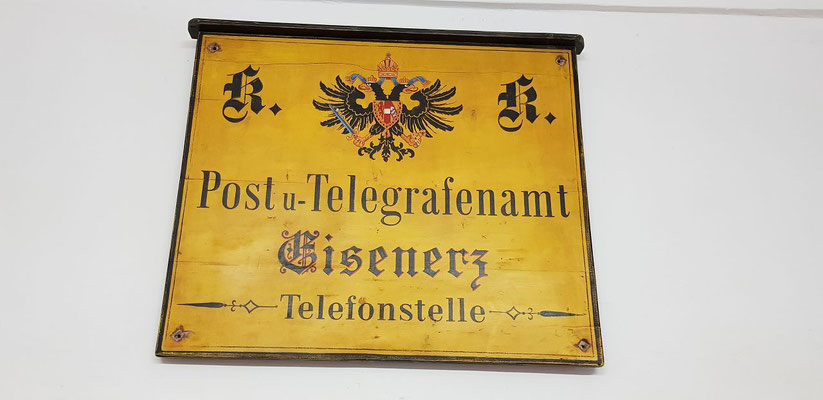 K. K.
Post u-Telegrafenamt
Eisenerz
Telefonstelle